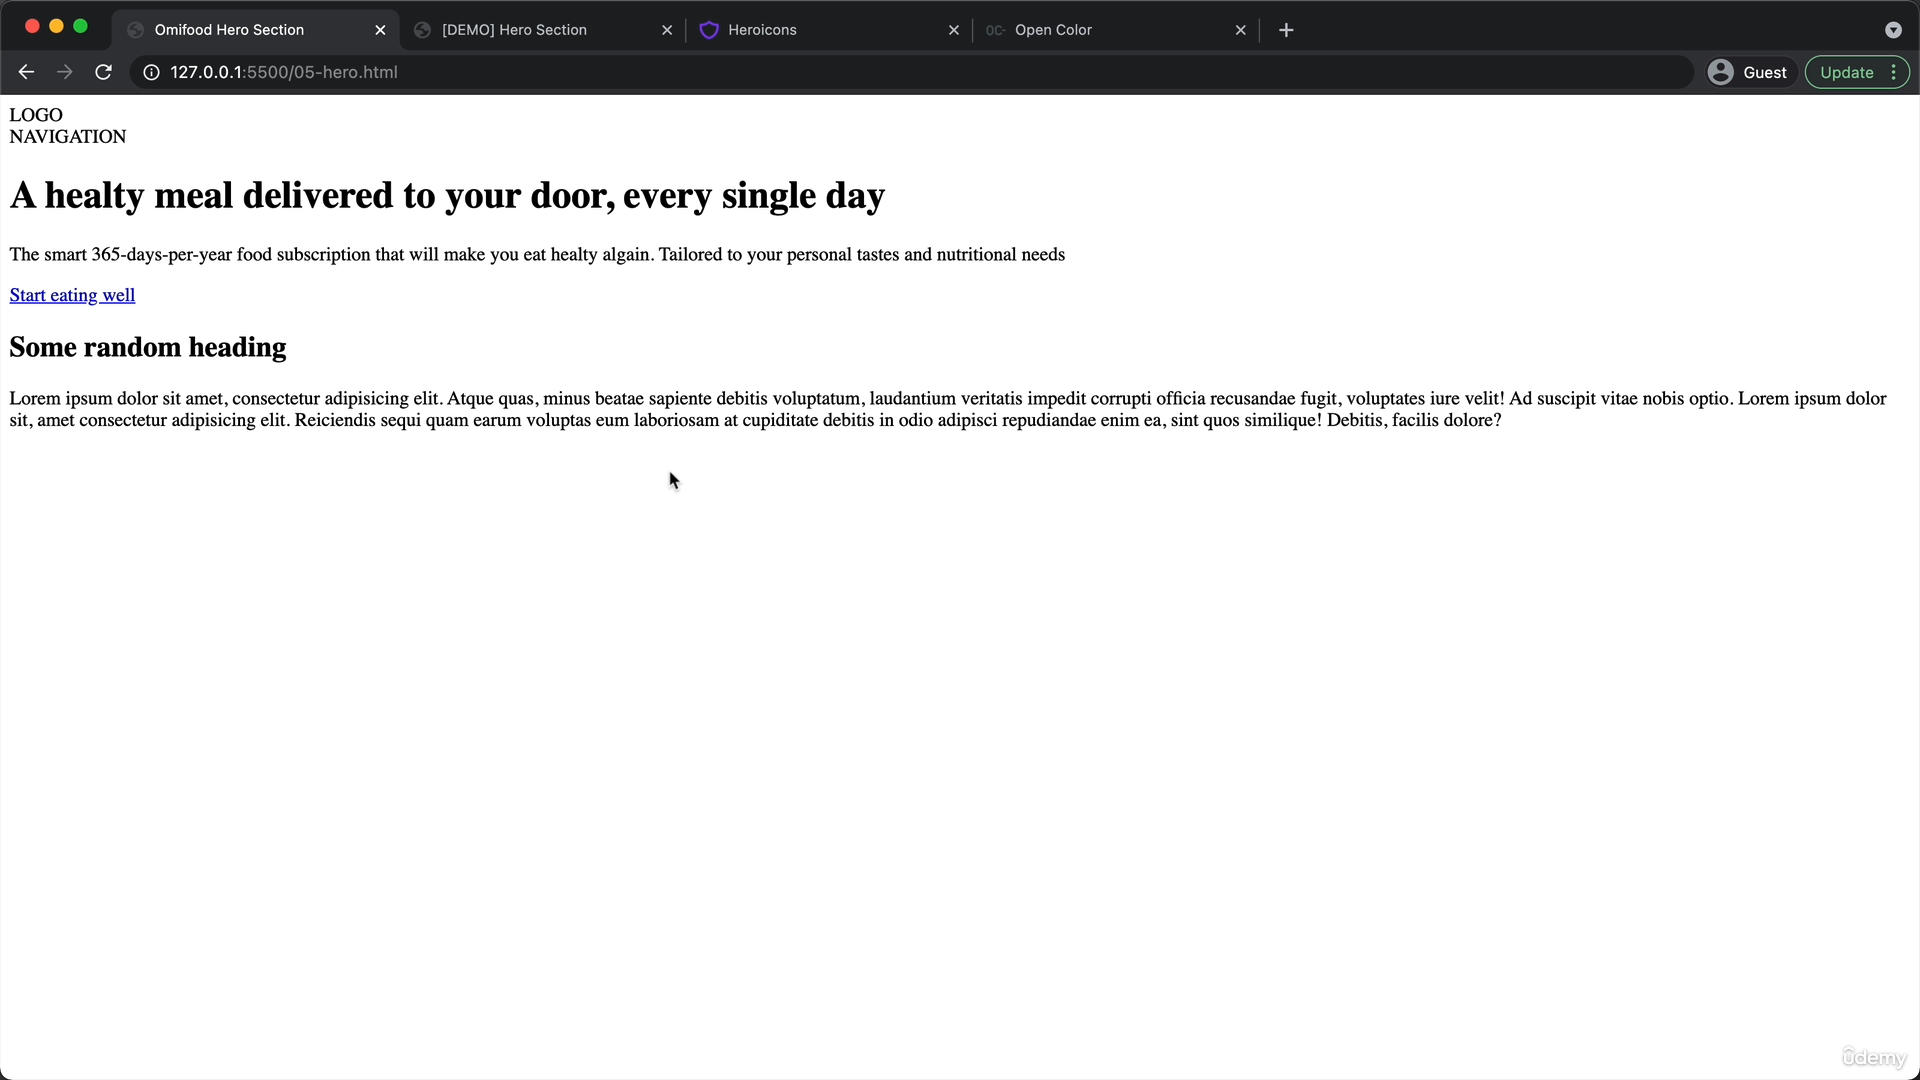 Omifood Hero Section
[DEMO] Hero Section
Heroicons
OC- Open Color
127.0.0.1:5500/05-hero.html
Guest
Update
LOGO
NAVIGATION
A healty meal delivered to your door, every single day
The smart 365-days-per-year food subscription that will make you eat healty algain. Tailored to your personal tastes and nutritional needs
Start eating well
Some random heading
Lorem ipsum dolor sit amet, consectetur adipisicing elit. Atque quas, minus beatae sapiente debitis voluptatum, laudantium veritatis impedit corrupti officia recusandae fugit, voluptates iure velit! Ad suscipit vitae nobis optio. Lorem ipsum dolor
sit, amet consectetur adipisicing elit. Reiciendis sequi quam earum voluptas eum laboriosam at cupiditate debitis in odio adipisci repudiandae enim ea, sint quos similique! Debitis, facilis dolore?
ûdemy